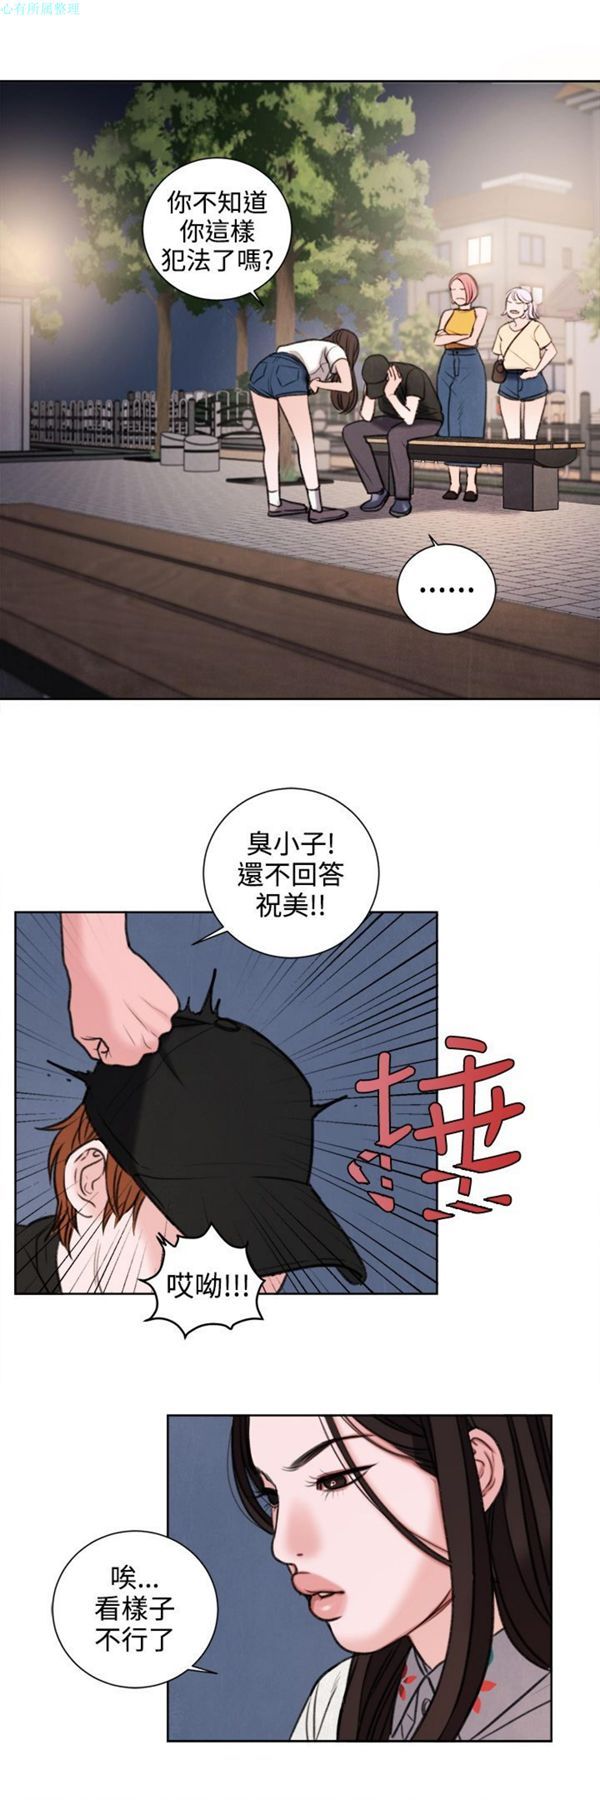 心有所属整理
你不知道
你這樣
犯法了嗎?
......
臭小子!
還不回答
祝美!!
捶
哎呦!!!
唉...
看樣子
不行了